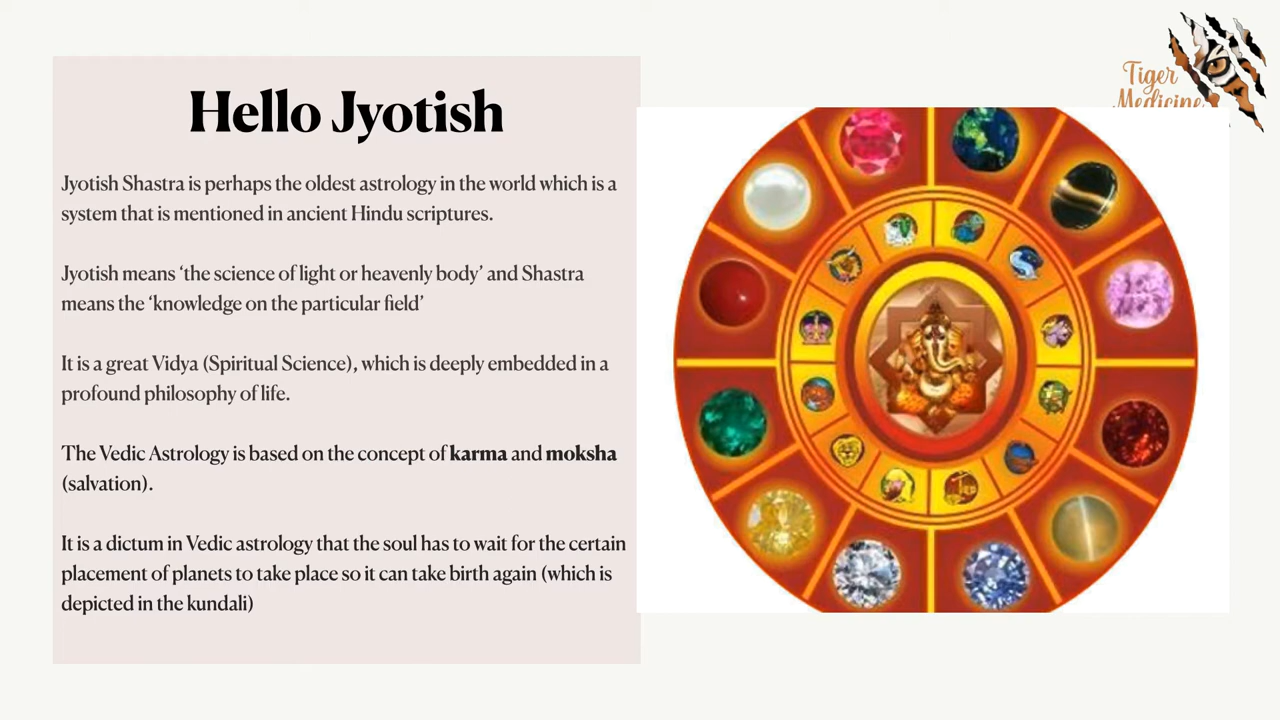 Hello Jyotish
Jyotish Shastra is perhaps the oldest astrology in the world which is a
system that is mentioned in ancient Hindu scriptures.
Jyotish means ‘the science of light or heavenly body’ and Shastra
means the ‘knowledge on the particular field’
It is a great Vidya (Spiritual Science), which is deeply embedded in a
profound philosophy of life.
The Vedic Astrology is based on the concept of karma and moksha
(salvation).
It is a dictum in Vedic astrology that the soul has to wait for the certain
placement of planets to take place so it can take birth again (which is
depicted in the kundali)
Tiger
Medicine